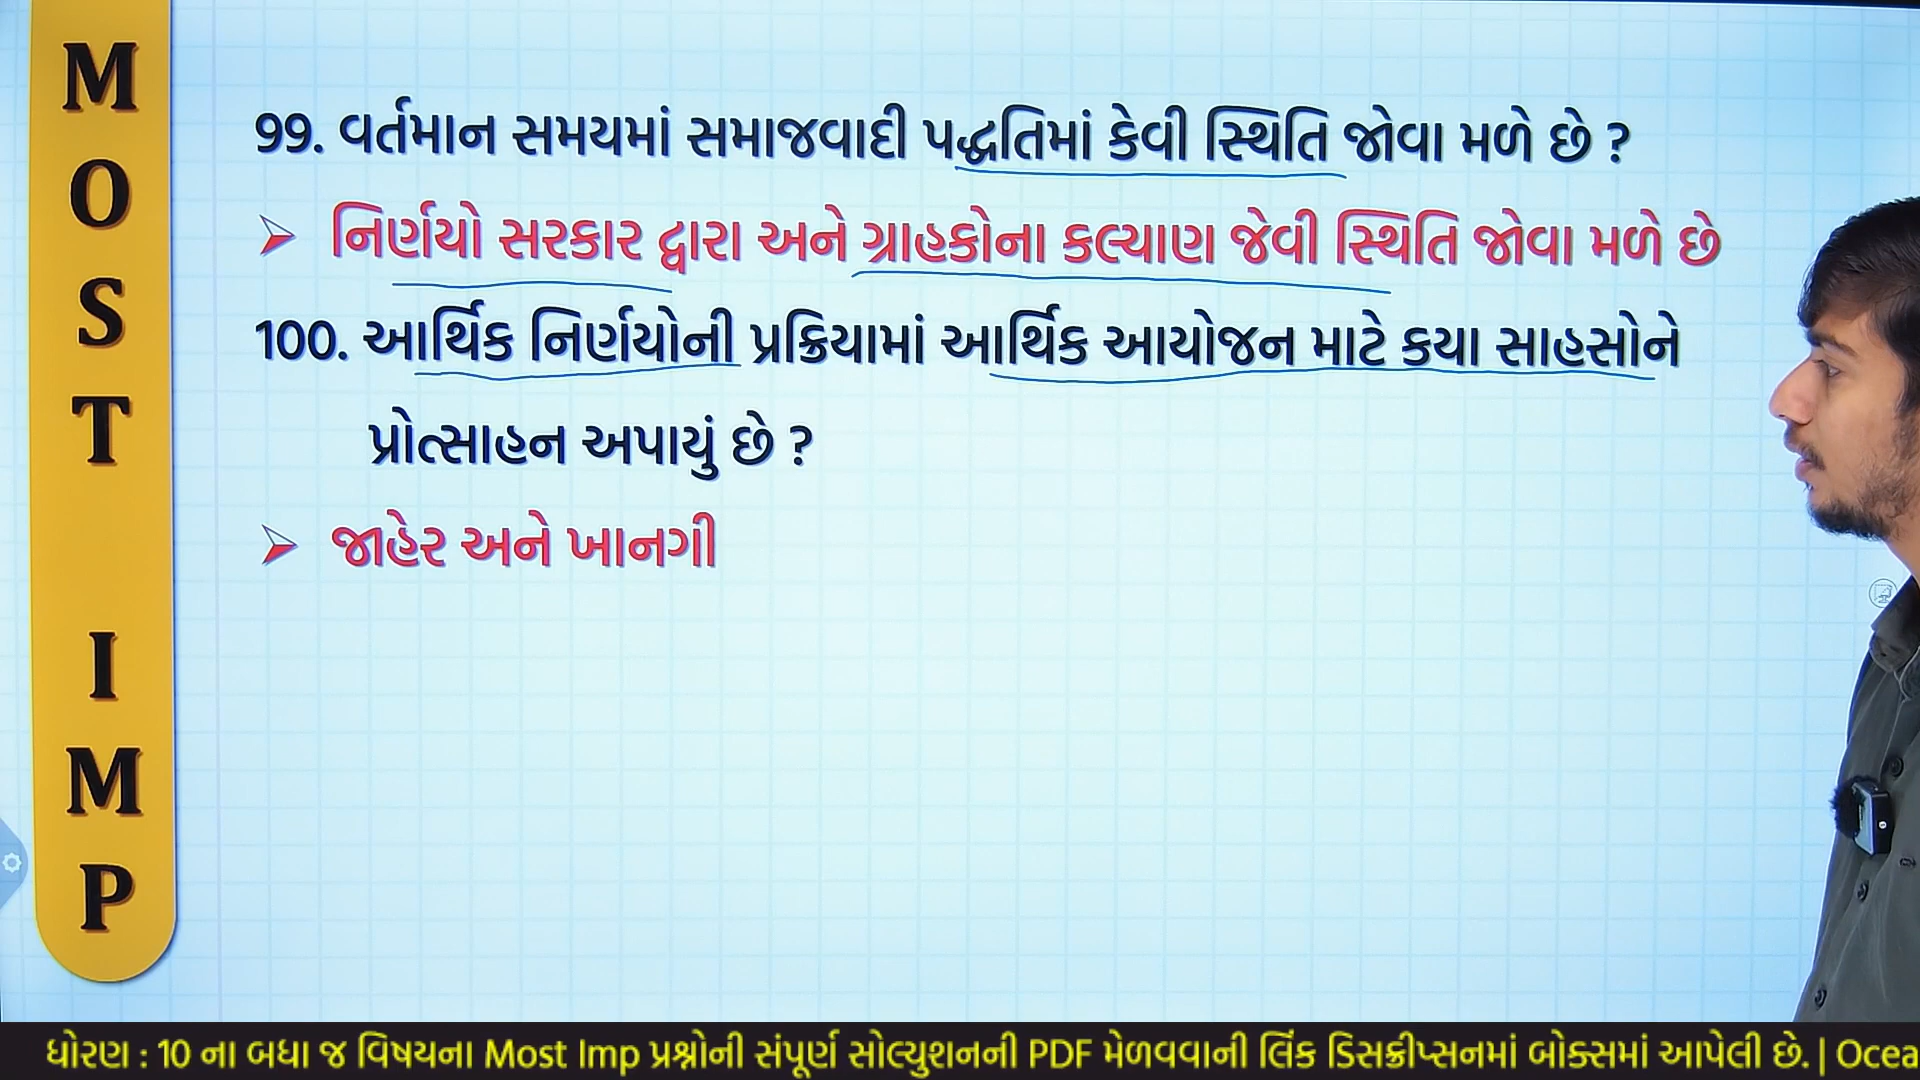 MOST IMP
99. વર્તમાન સમયમાં સમાજવાદી પદ્ધતિમાં કેવી સ્થિતિ જોવા મળે છે ?
➢ નિર્ણયો સરકાર દ્વારા અને ગ્રાહકોના કલ્યાણ જેવી સ્થિતિ જોવા મળે છે
100. આર્થિક નિર્ણયોની પ્રક્રિયામાં આર્થિક આયોજન માટે કયા સાહસોને
પ્રોત્સાહન અપાયું છે ?
➢ જાહેર અને ખાનગી
ધોરણ : 10 ના બધા જ વિષયના Most Imp પ્રશ્નોની સંપૂર્ણ સોલ્યુશનની PDF મેળવવાની લિંક ડિસક્રીપ્સનમાં બોક્સમાં આપેલી છે. | Ocea